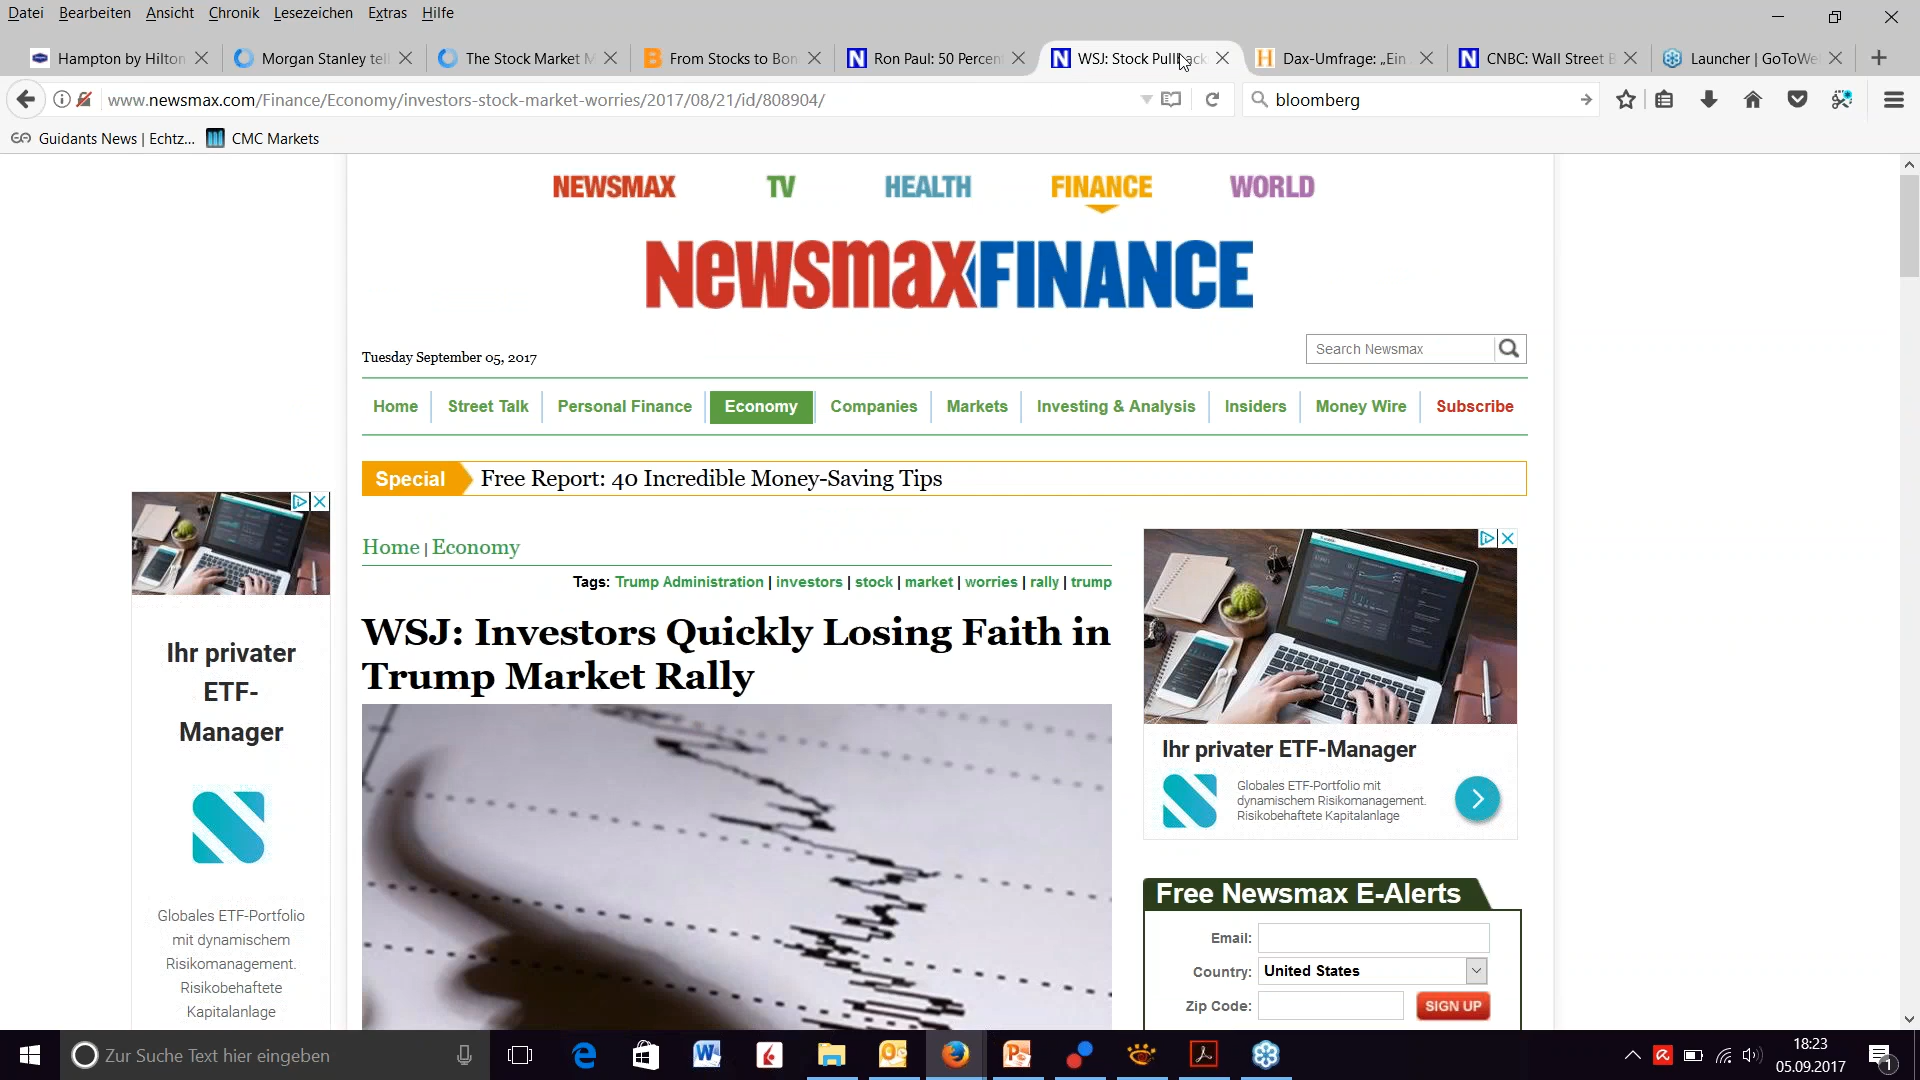 Datei Bearbeiten Ansicht Chronik Lesezeichen Extras Hilfe
Hampton by Hilton Morgan Stanley tell The Stock Market From Stocks to Bon Ron Paul: 50 Percent WSJ: Stock Pullback Dax-Umfrage: „Ein CNBC: Wall Street B Launcher | GoToWe
www.newsmax.com/Finance/Economy/investors-stock-market-worries/2017/08/21/id/808904/ bloomberg
Guidants News | Echtz... CMC Markets
NEWSMAX TV HEALTH FINANCE WORLD
Newsmax FINANCE
Search Newsmax
Tuesday September 05, 2017
Home Street Talk Personal Finance Economy Companies Markets Investing & Analysis Insiders Money Wire Subscribe
Special Free Report: 40 Incredible Money-Saving Tips
Home | Economy
Tags: Trump Administration | investors | stock | market | worries | rally | trump
WSJ: Investors Quickly Losing Faith in
Trump Market Rally
Ihr privater
ETF-
Manager
Globales ETF-Portfolio
mit dynamischem
Risikomanagement.
Risikobehaftete
Kapitalanlage
Ihr privater ETF-Manager
Globales ETF-Portfolio mit
dynamischem Risikomanagement.
Risikobehaftete Kapitalanlage
Free Newsmax E-Alerts
Email:
Country: United States
Zip Code: SIGN UP
Zur Suche Text hier eingeben
18:23
05.09.2017
1